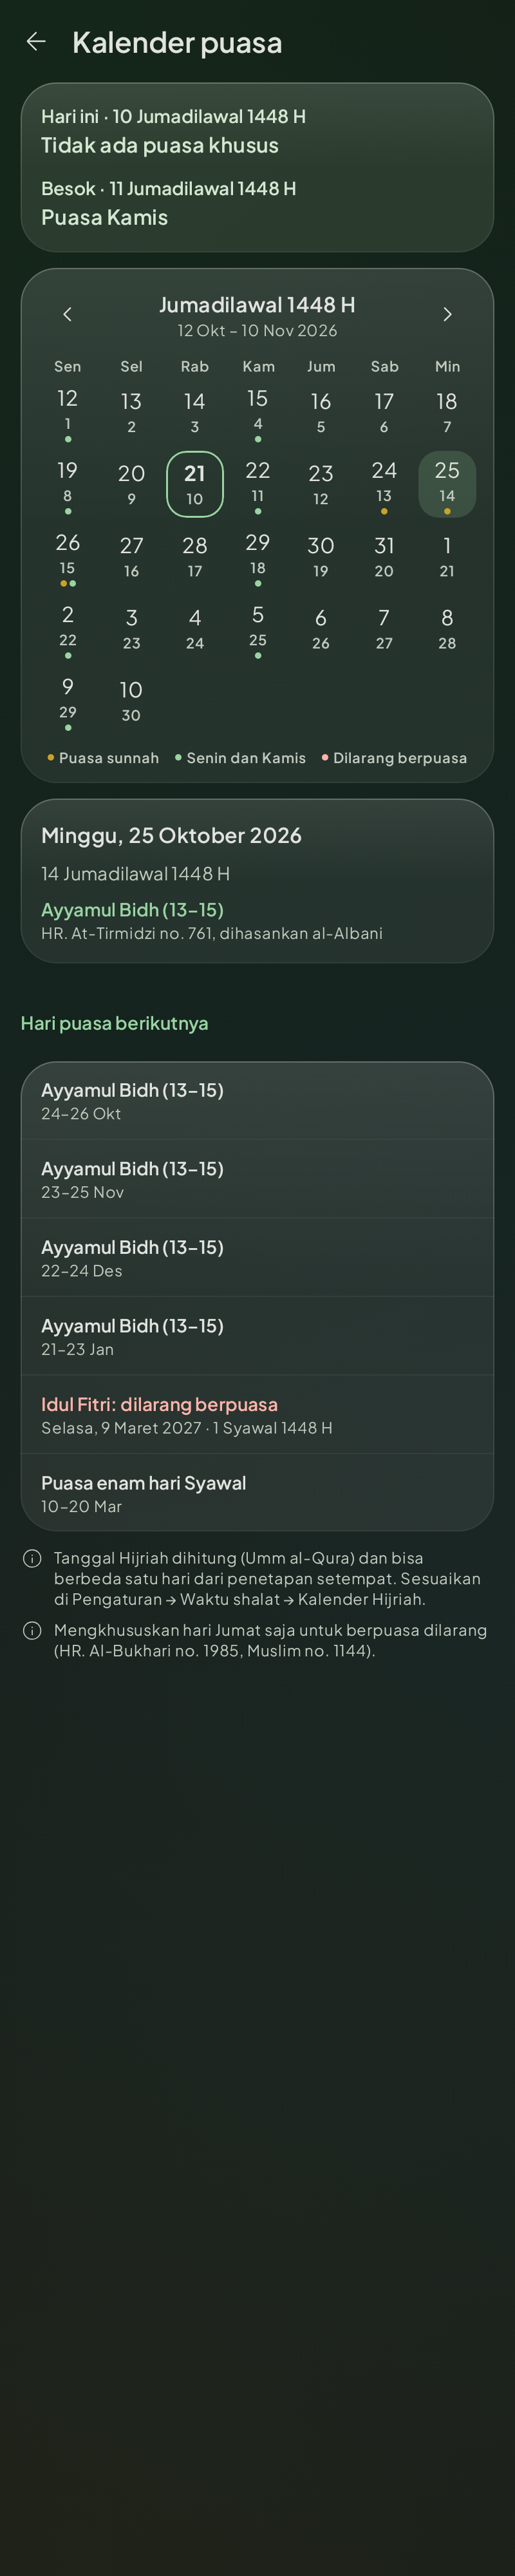 Kalender puasa
Hari ini · 10 Jumadilawal 1448 H
Tidak ada puasa khusus
Besok · 11 Jumadilawal 1448 H
Puasa Kamis
Jumadilawal 1448 H
12 Okt – 10 Nov 2026
Sen Sel Rab Kam Jum Sab Min
12 13 14 15 16 17 18
1 2 3 4 5 6 7
19 20 21 22 23 24 25
8 9 10 11 12 13 14
26 27 28 29 30 31 1
15 16 17 18 19 20 21
2 3 4 5 6 7 8
22 23 24 25 26 27 28
9 10
29 30
Puasa sunnah Senin dan Kamis Dilarang berpuasa
Minggu, 25 Oktober 2026
14 Jumadilawal 1448 H
Ayyamul Bidh (13–15)
HR. At-Tirmidzi no. 761, dihasankan al-Albani
Hari puasa berikutnya
Ayyamul Bidh (13–15)
24–26 Okt
Ayyamul Bidh (13–15)
23–25 Nov
Ayyamul Bidh (13–15)
22–24 Des
Ayyamul Bidh (13–15)
21–23 Jan
Idul Fitri: dilarang berpuasa
Selasa, 9 Maret 2027 · 1 Syawal 1448 H
Puasa enam hari Syawal
10–20 Mar
Tanggal Hijriah dihitung (Umm al-Qura) dan bisa
berbeda satu hari dari penetapan setempat. Sesuaikan
di Pengaturan → Waktu shalat → Kalender Hijriah.
Mengkhususkan hari Jumat saja untuk berpuasa dilarang
(HR. Al-Bukhari no. 1985, Muslim no. 1144).